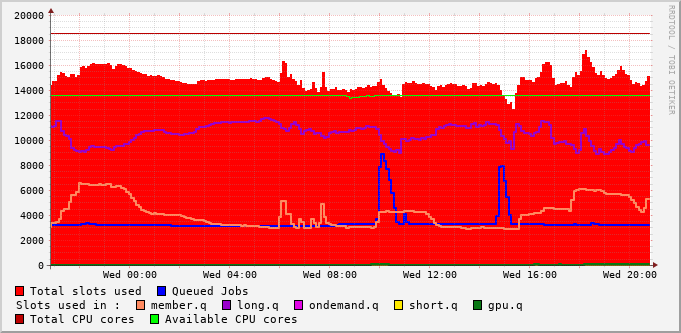 20000
18000
16000
14000
12000
10000
8000
6000
4000
2000
0
Wed 00:00 Wed 04:00 Wed 08:00 Wed 12:00 Wed 16:00 Wed 20:00
Total slots used Queued Jobs
Slots used in : member.q long.q ondemand.q short.q gpu.q
Total CPU cores Available CPU cores
RRDTOOL / TOBI OETIKER